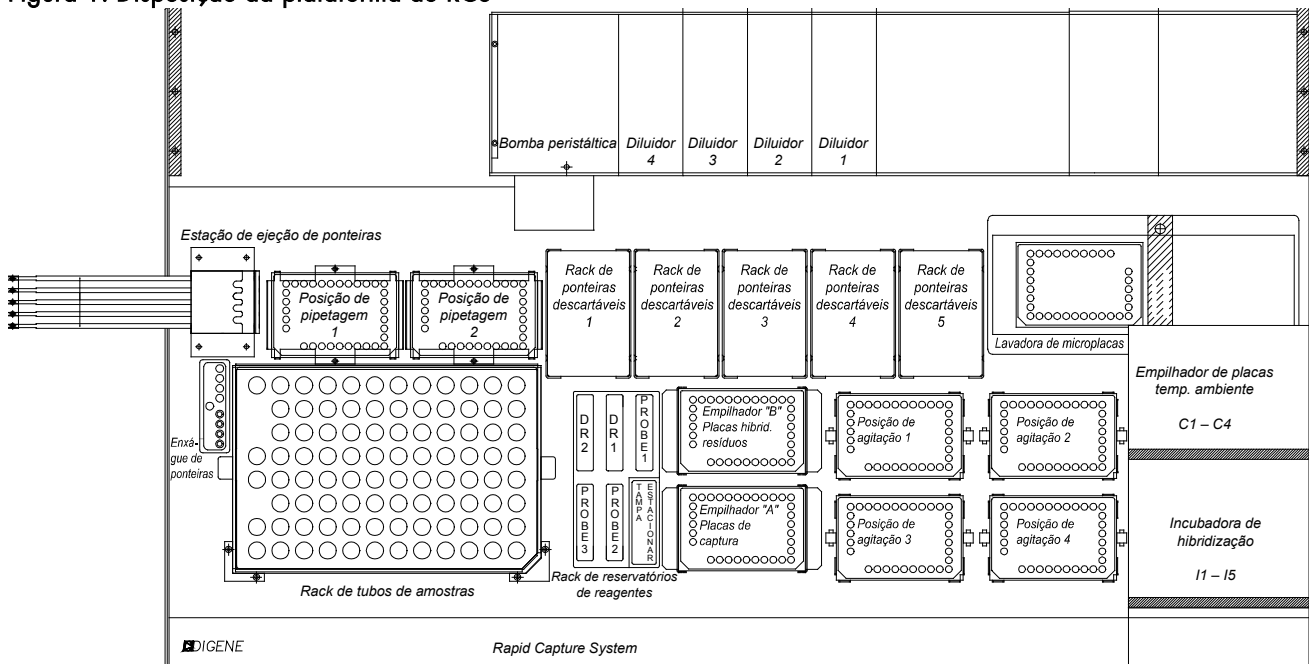 Figura 1. Disposição da plataforma do RCS
Bomba peristáltica
Diluidor
4
Diluidor
3
Diluidor
2
Diluidor
1
Estação de ejeção de ponteiras
Posição de
pipetagem
1
Posição de
pipetagem
2
Rack de
ponteiras
descartáveis
1
Rack de
ponteiras
descartáveis
2
Rack de
ponteiras
descartáveis
3
Rack de
ponteiras
descartáveis
4
Rack de
ponteiras
descartáveis
5
Lavadora de microplacas
Empilhador de placas
temp. ambiente
C1 – C4
Enxá-
gue de
ponteiras
DR2
DR1
PROBE1
Empilhador "B"
Placas hibrid.
resíduos
Posição de
agitação 1
Posição de
agitação 2
PROBE3
PROBE2
TAMPA
ESTACIONAR
Empilhador "A"
Placas de
captura
Posição de
agitação 3
Posição de
agitação 4
Incubadora de
hibridização
I1 – I5
Rack de tubos de amostras
Rack de reservatórios
de reagentes
DIGENE
Rapid Capture System